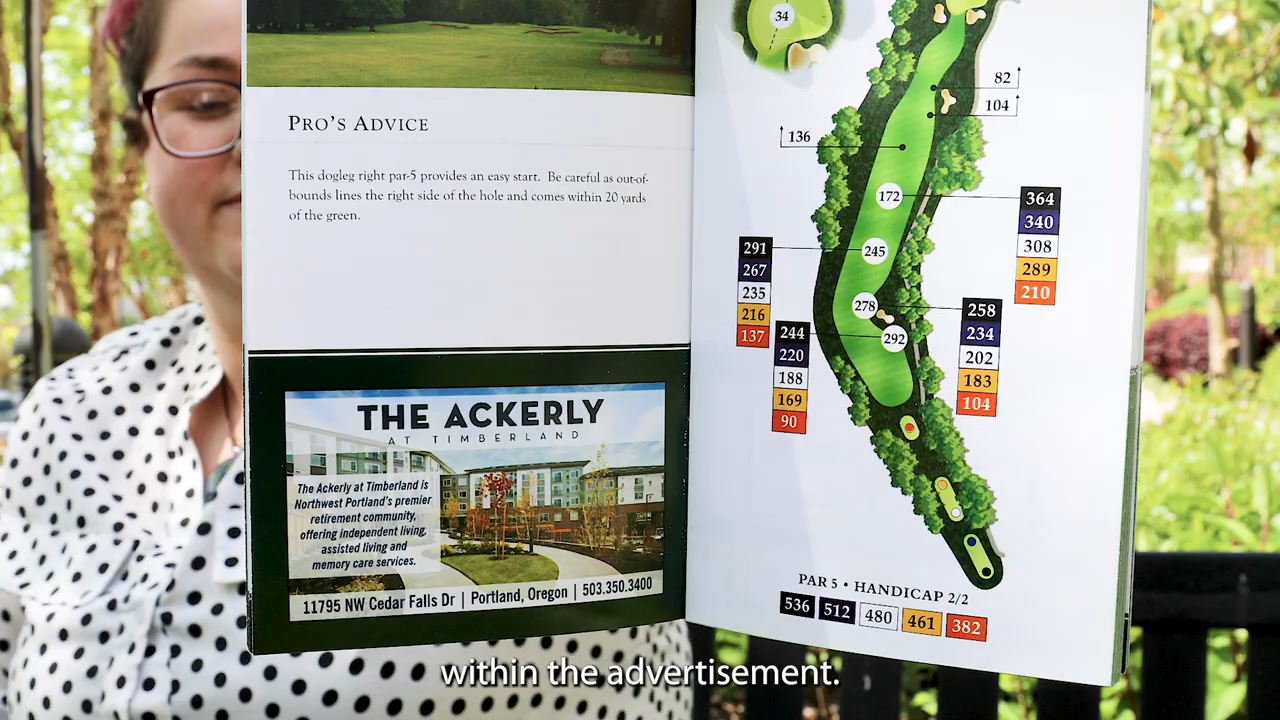 PRO'S ADVICE
This dogleg right par-5 provides an easy start. Be careful as out-of-
bounds lines the right side of the hole and comes within 20 yards
of the green.
THE ACKERLY
AT TIMBERLAND
The Ackerly at Timberland is
Northwest Portland's premier
retirement community,
offering independent living,
assisted living and
memory care services.
11795 NW Cedar Falls Dr | Portland, Oregon | 503.350.3400
34
82
104
136
172
364
340
308
289
210
245
291
267
235
216
137
278
258
234
202
183
104
292
244
220
188
169
90
PAR 5 • HANDICAP 2/2
536 512 480 461 382
within the advertisement.